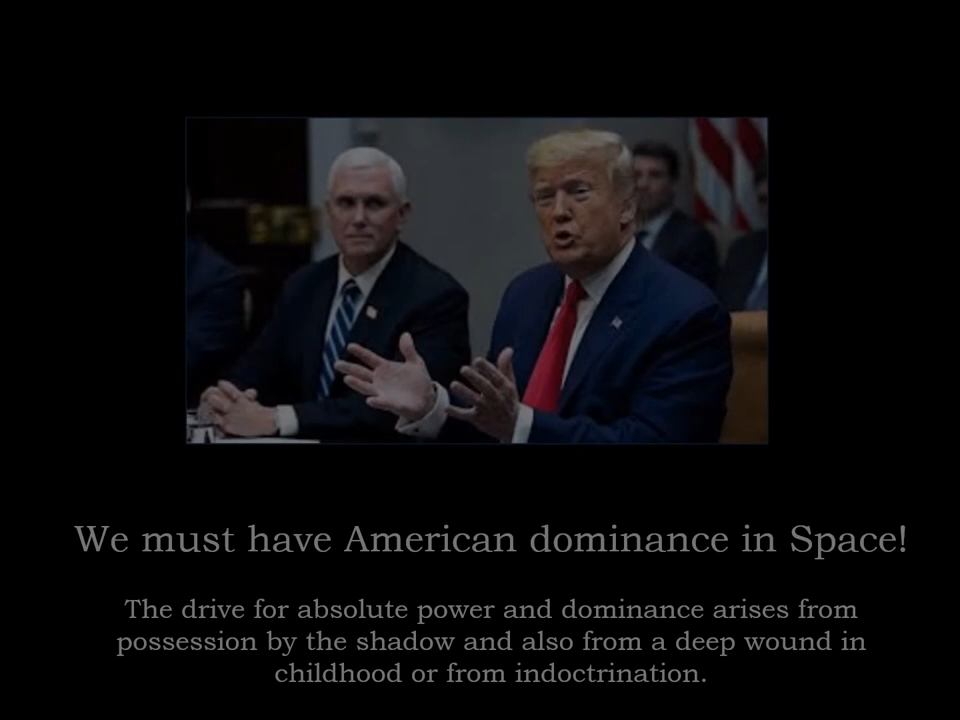 We must have American dominance in Space!
The drive for absolute power and dominance arises from
possession by the shadow and also from a deep wound in
childhood or from indoctrination.